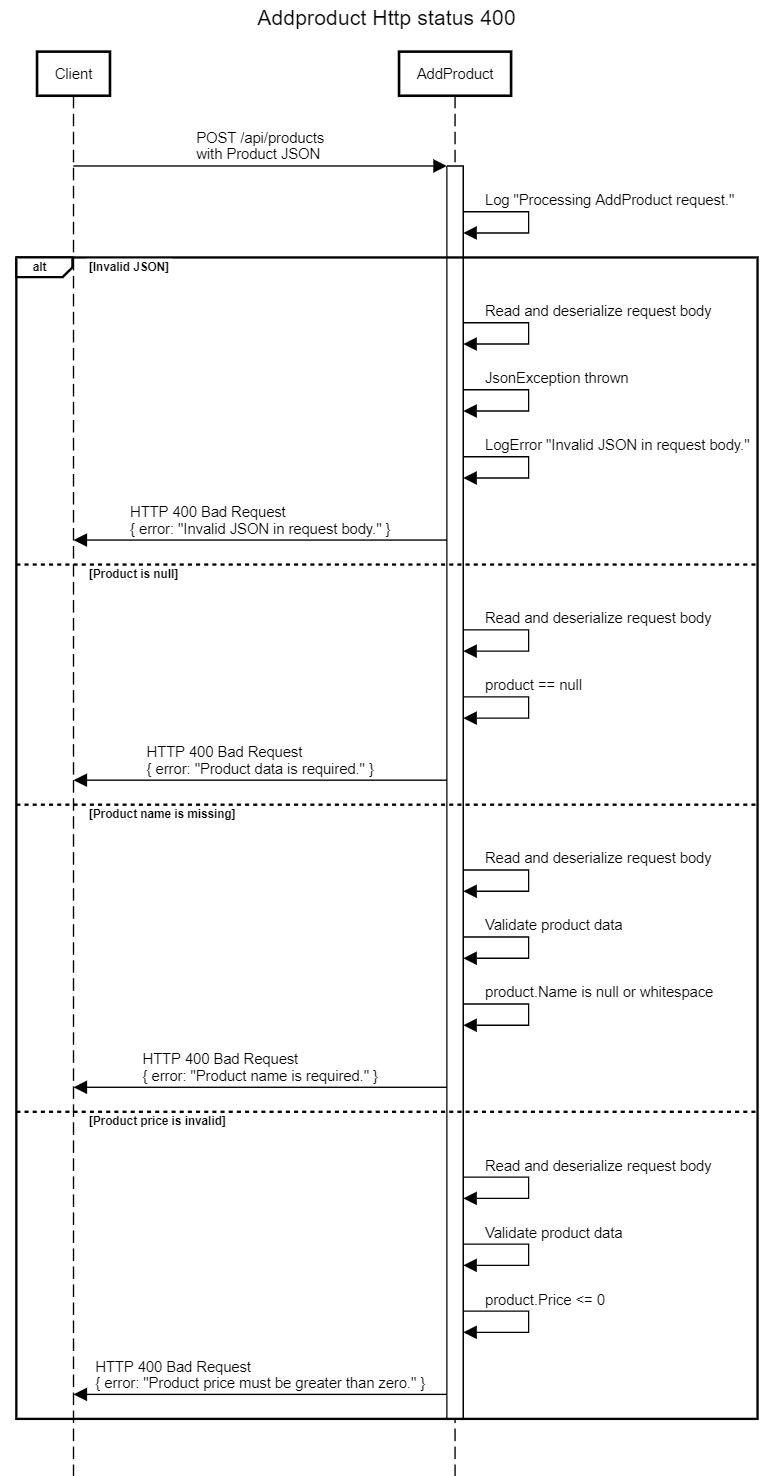 Addproduct Http status 400
Client
AddProduct
POST /api/products
with Product JSON
Log "Processing AddProduct request."
alt
[Invalid JSON]
Read and deserialize request body
JsonException thrown
LogError "Invalid JSON in request body."
HTTP 400 Bad Request
{ error: "Invalid JSON in request body." }
[Product is null]
Read and deserialize request body
product == null
HTTP 400 Bad Request
{ error: "Product data is required." }
[Product name is missing]
Read and deserialize request body
Validate product data
product.Name is null or whitespace
HTTP 400 Bad Request
{ error: "Product name is required." }
[Product price is invalid]
Read and deserialize request body
Validate product data
product.Price <= 0
HTTP 400 Bad Request
{ error: "Product price must be greater than zero." }